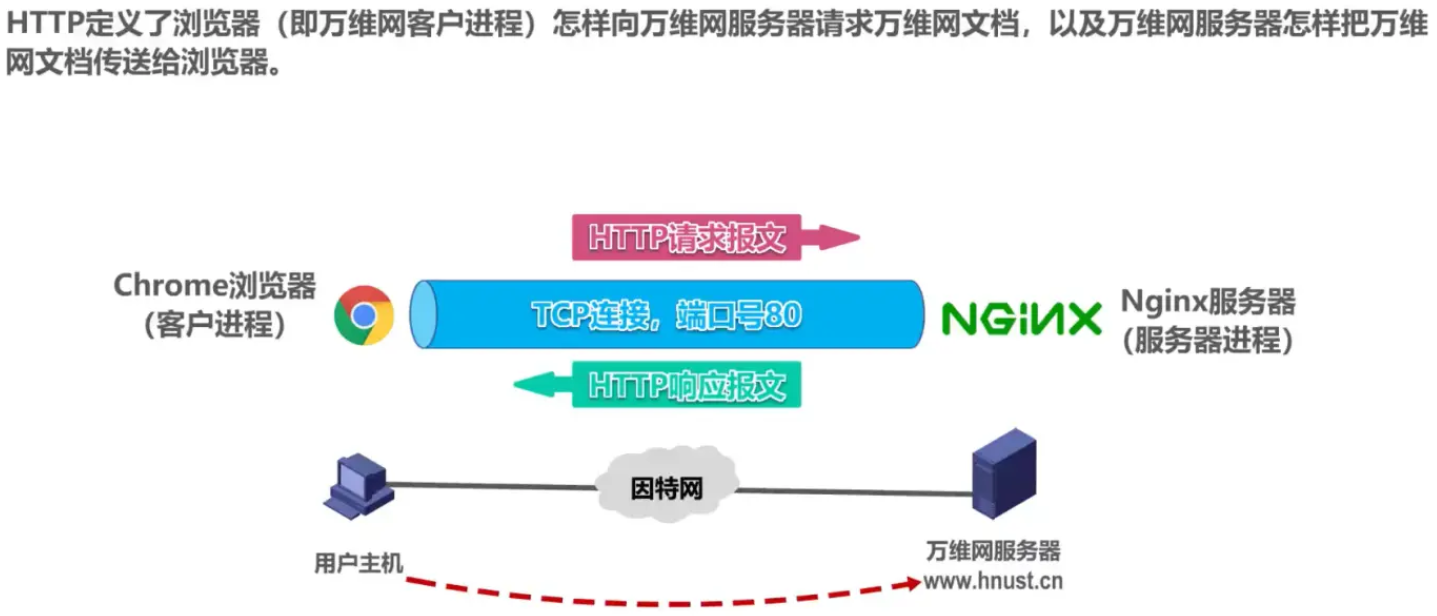 HTTP定义了浏览器（即万维网客户进程）怎样向万维网服务器请求万维网文档，以及万维网服务器怎样把万维
网文档传送给浏览器。
HTTP请求报文
Chrome浏览器
（客户进程）
TCP连接，端口号80
NGINX
Nginx服务器
（服务器进程）
HTTP响应报文
因特网
用户主机
万维网服务器
www.hnust.cn